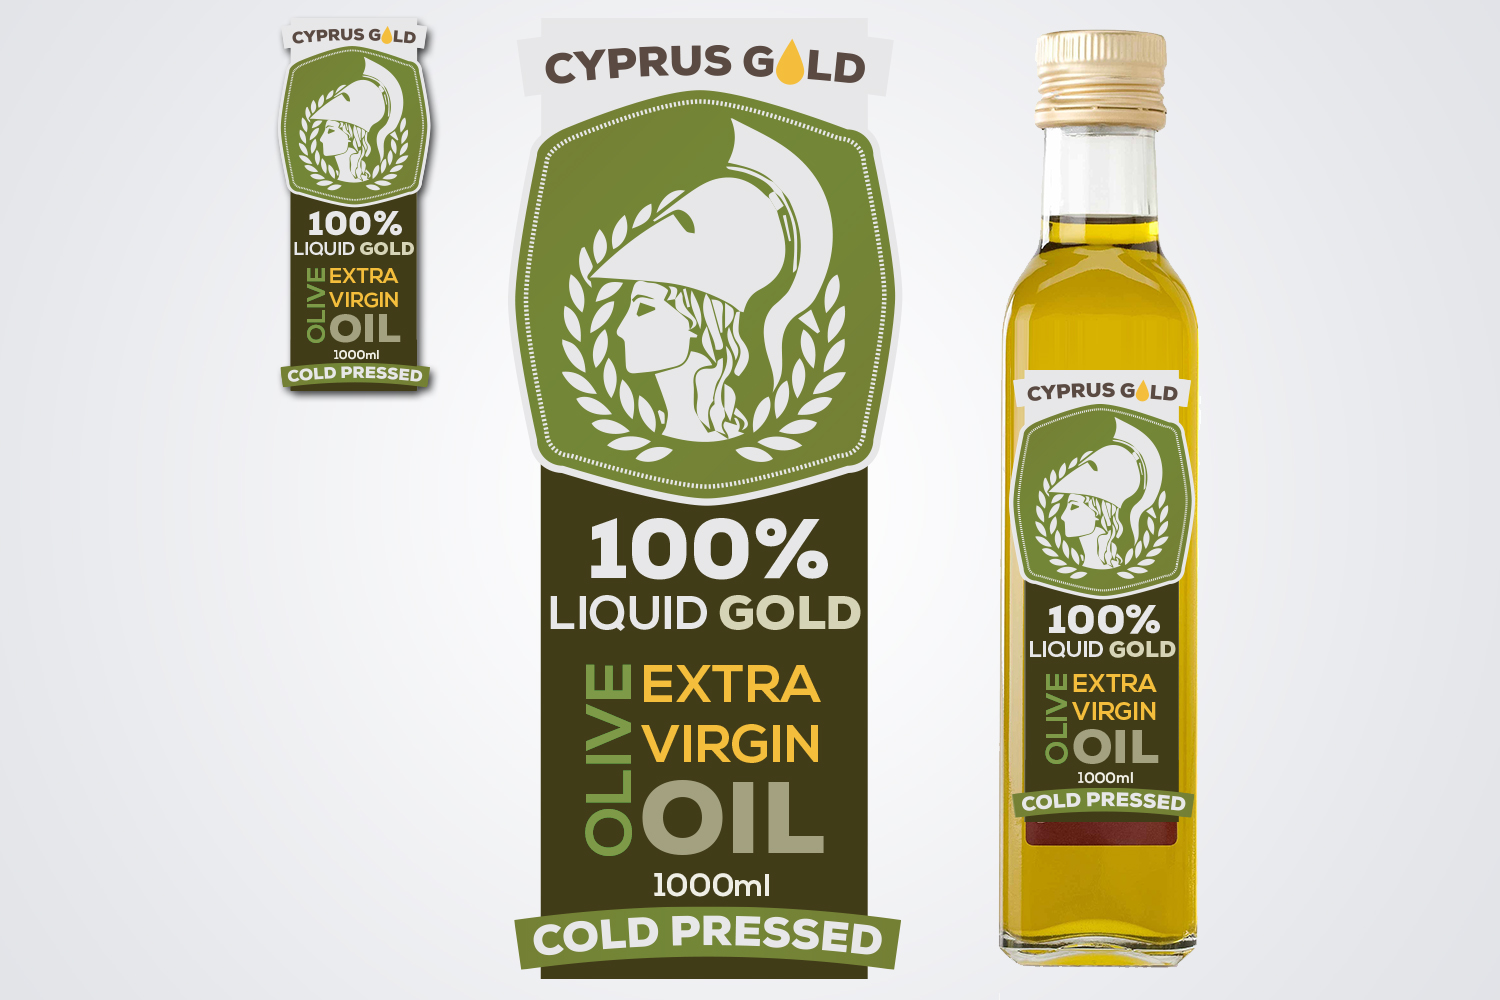 CYPRUS GOLD
100%
LIQUID GOLD
OLIVE
EXTRA
VIRGIN
OIL
1000ml
COLD PRESSED
CYPRUS GOLD
100%
LIQUID GOLD
OLIVE
EXTRA
VIRGIN
OIL
1000ml
COLD PRESSED
CYPRUS GOLD
100%
LIQUID GOLD
OLIVE
EXTRA
VIRGIN
OIL
1000ml
COLD PRESSED